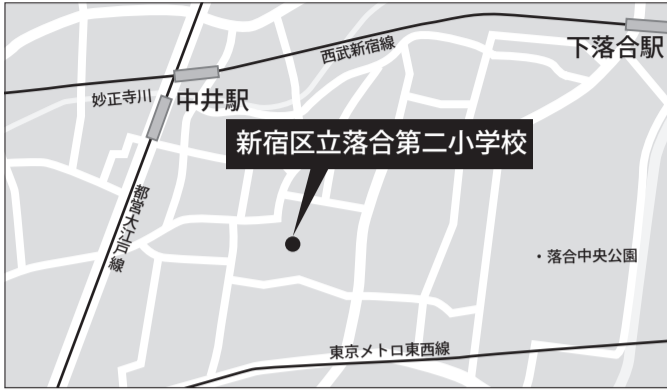 西武新宿線
下落合駅
妙正寺川
中井駅
新宿区立落合第二小学校
都営大江戸線
・落合中央公園
東京メトロ東西線